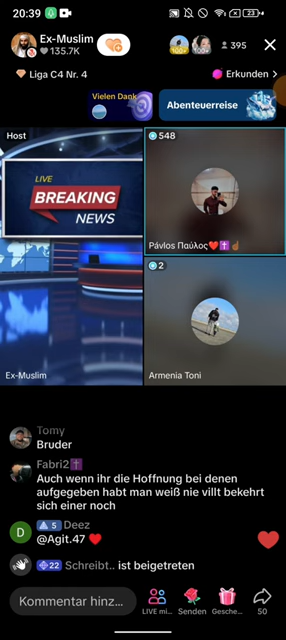 20:39
23
Ex-Muslim
135.7K
100+
100+
395
Liga C4 Nr. 4
Erkunden >
Vielen Dank
Abenteuerreise
Host
548
LIVE
BREAKING
NEWS
Pávlos Παύλος❤️✝️☝🏽
2
Ex-Muslim
Armenia Toni
Tomy
Bruder
Fabri2✝️
Auch wenn ihr die Hoffnung bei denen
aufgegeben habt man weiß nie villt bekehrt
sich einer noch
D
5 Deez
@Agit.47 ❤️
22 Schreibt.. ist beigetreten
Kommentar hinz...
LIVE mi...
Senden
Gesche...
50